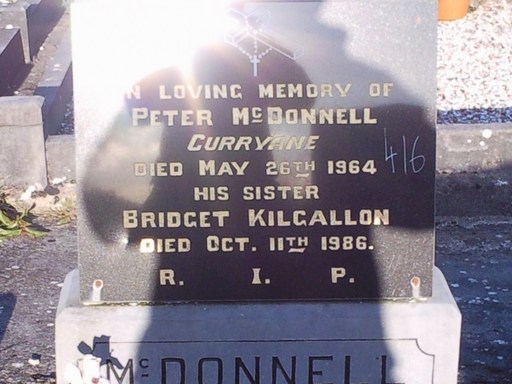 IN LOVING MEMORY OF
PETER McDONNELL
CURRYANE
DIED MAY 26TH 1964
416
HIS SISTER
BRIDGET KILGALLON
DIED OCT. 11TH 1986.
R. I. P.
McDONNELL